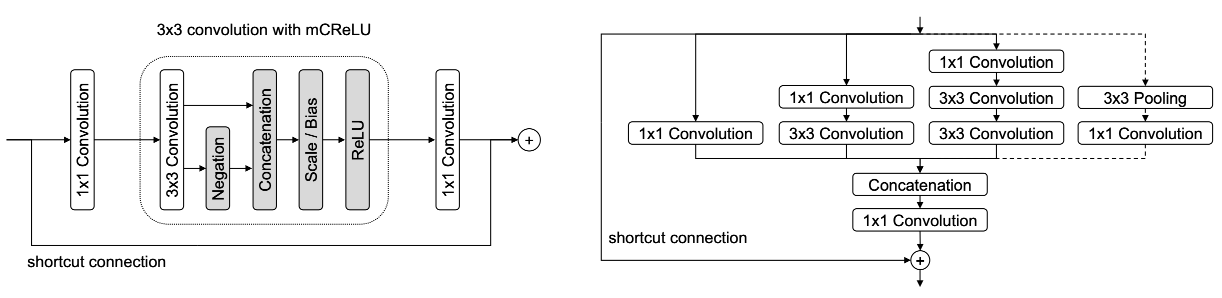 3x3 convolution with mCReLU
1x1 Convolution
3x3 Convolution
Negation
Concatenation
Scale / Bias
ReLU
1x1 Convolution
+
shortcut connection
1x1 Convolution
1x1 Convolution
3x3 Convolution
1x1 Convolution
3x3 Convolution
3x3 Convolution
3x3 Pooling
1x1 Convolution
Concatenation
1x1 Convolution
shortcut connection
+